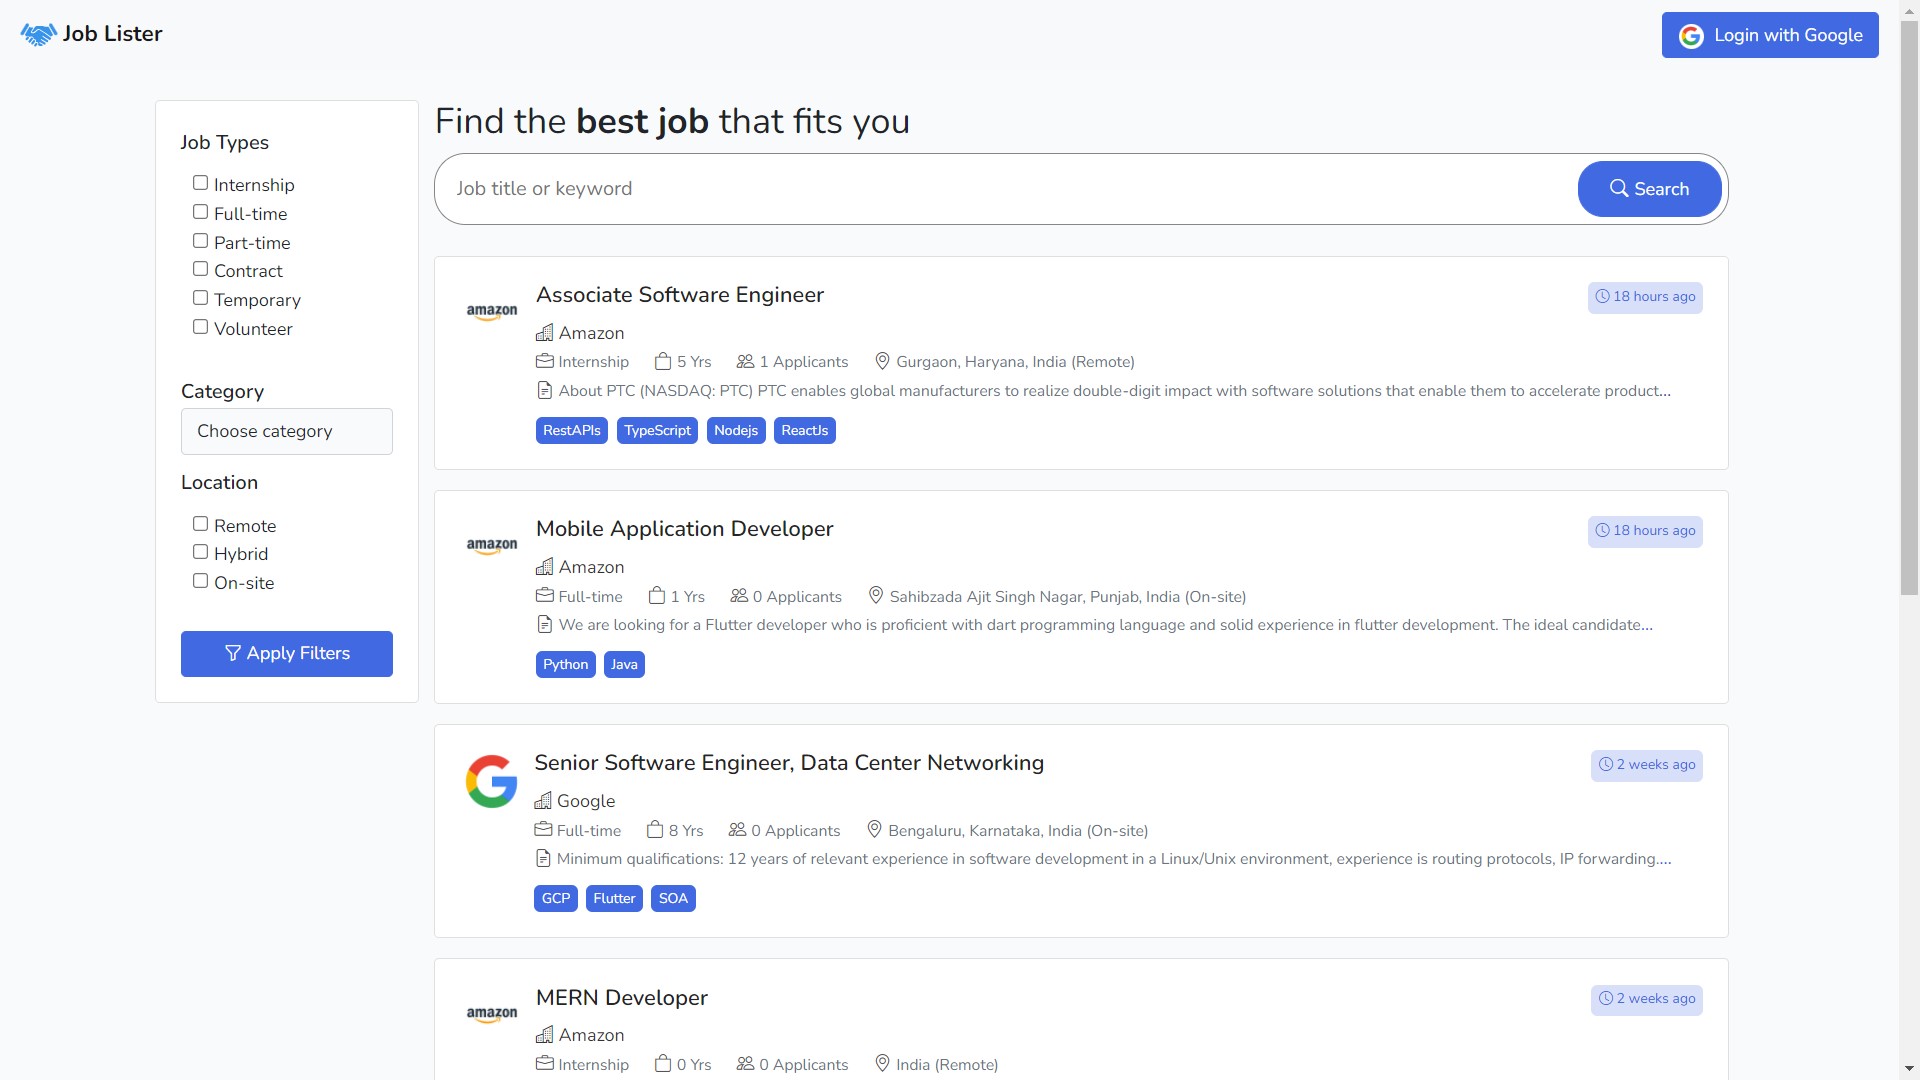 Job Lister
Login with Google
Job Types
Internship
Full-time
Part-time
Contract
Temporary
Volunteer
Category
Choose category
Location
Remote
Hybrid
On-site
Apply Filters
Find the best job that fits you
Job title or keyword
Search
amazon
Associate Software Engineer
18 hours ago
Amazon
Internship 5 Yrs 1 Applicants Gurgaon, Haryana, India (Remote)
About PTC (NASDAQ: PTC) PTC enables global manufacturers to realize double-digit impact with software solutions that enable them to accelerate product...
RestAPIs TypeScript Nodejs ReactJs
amazon
Mobile Application Developer
18 hours ago
Amazon
Full-time 1 Yrs 0 Applicants Sahibzada Ajit Singh Nagar, Punjab, India (On-site)
We are looking for a Flutter developer who is proficient with dart programming language and solid experience in flutter development. The ideal candidate...
Python Java
Senior Software Engineer, Data Center Networking
2 weeks ago
Google
Full-time 8 Yrs 0 Applicants Bengaluru, Karnataka, India (On-site)
Minimum qualifications: 12 years of relevant experience in software development in a Linux/Unix environment, experience is routing protocols, IP forwarding....
GCP Flutter SOA
amazon
MERN Developer
2 weeks ago
Amazon
Internship 0 Yrs 0 Applicants India (Remote)